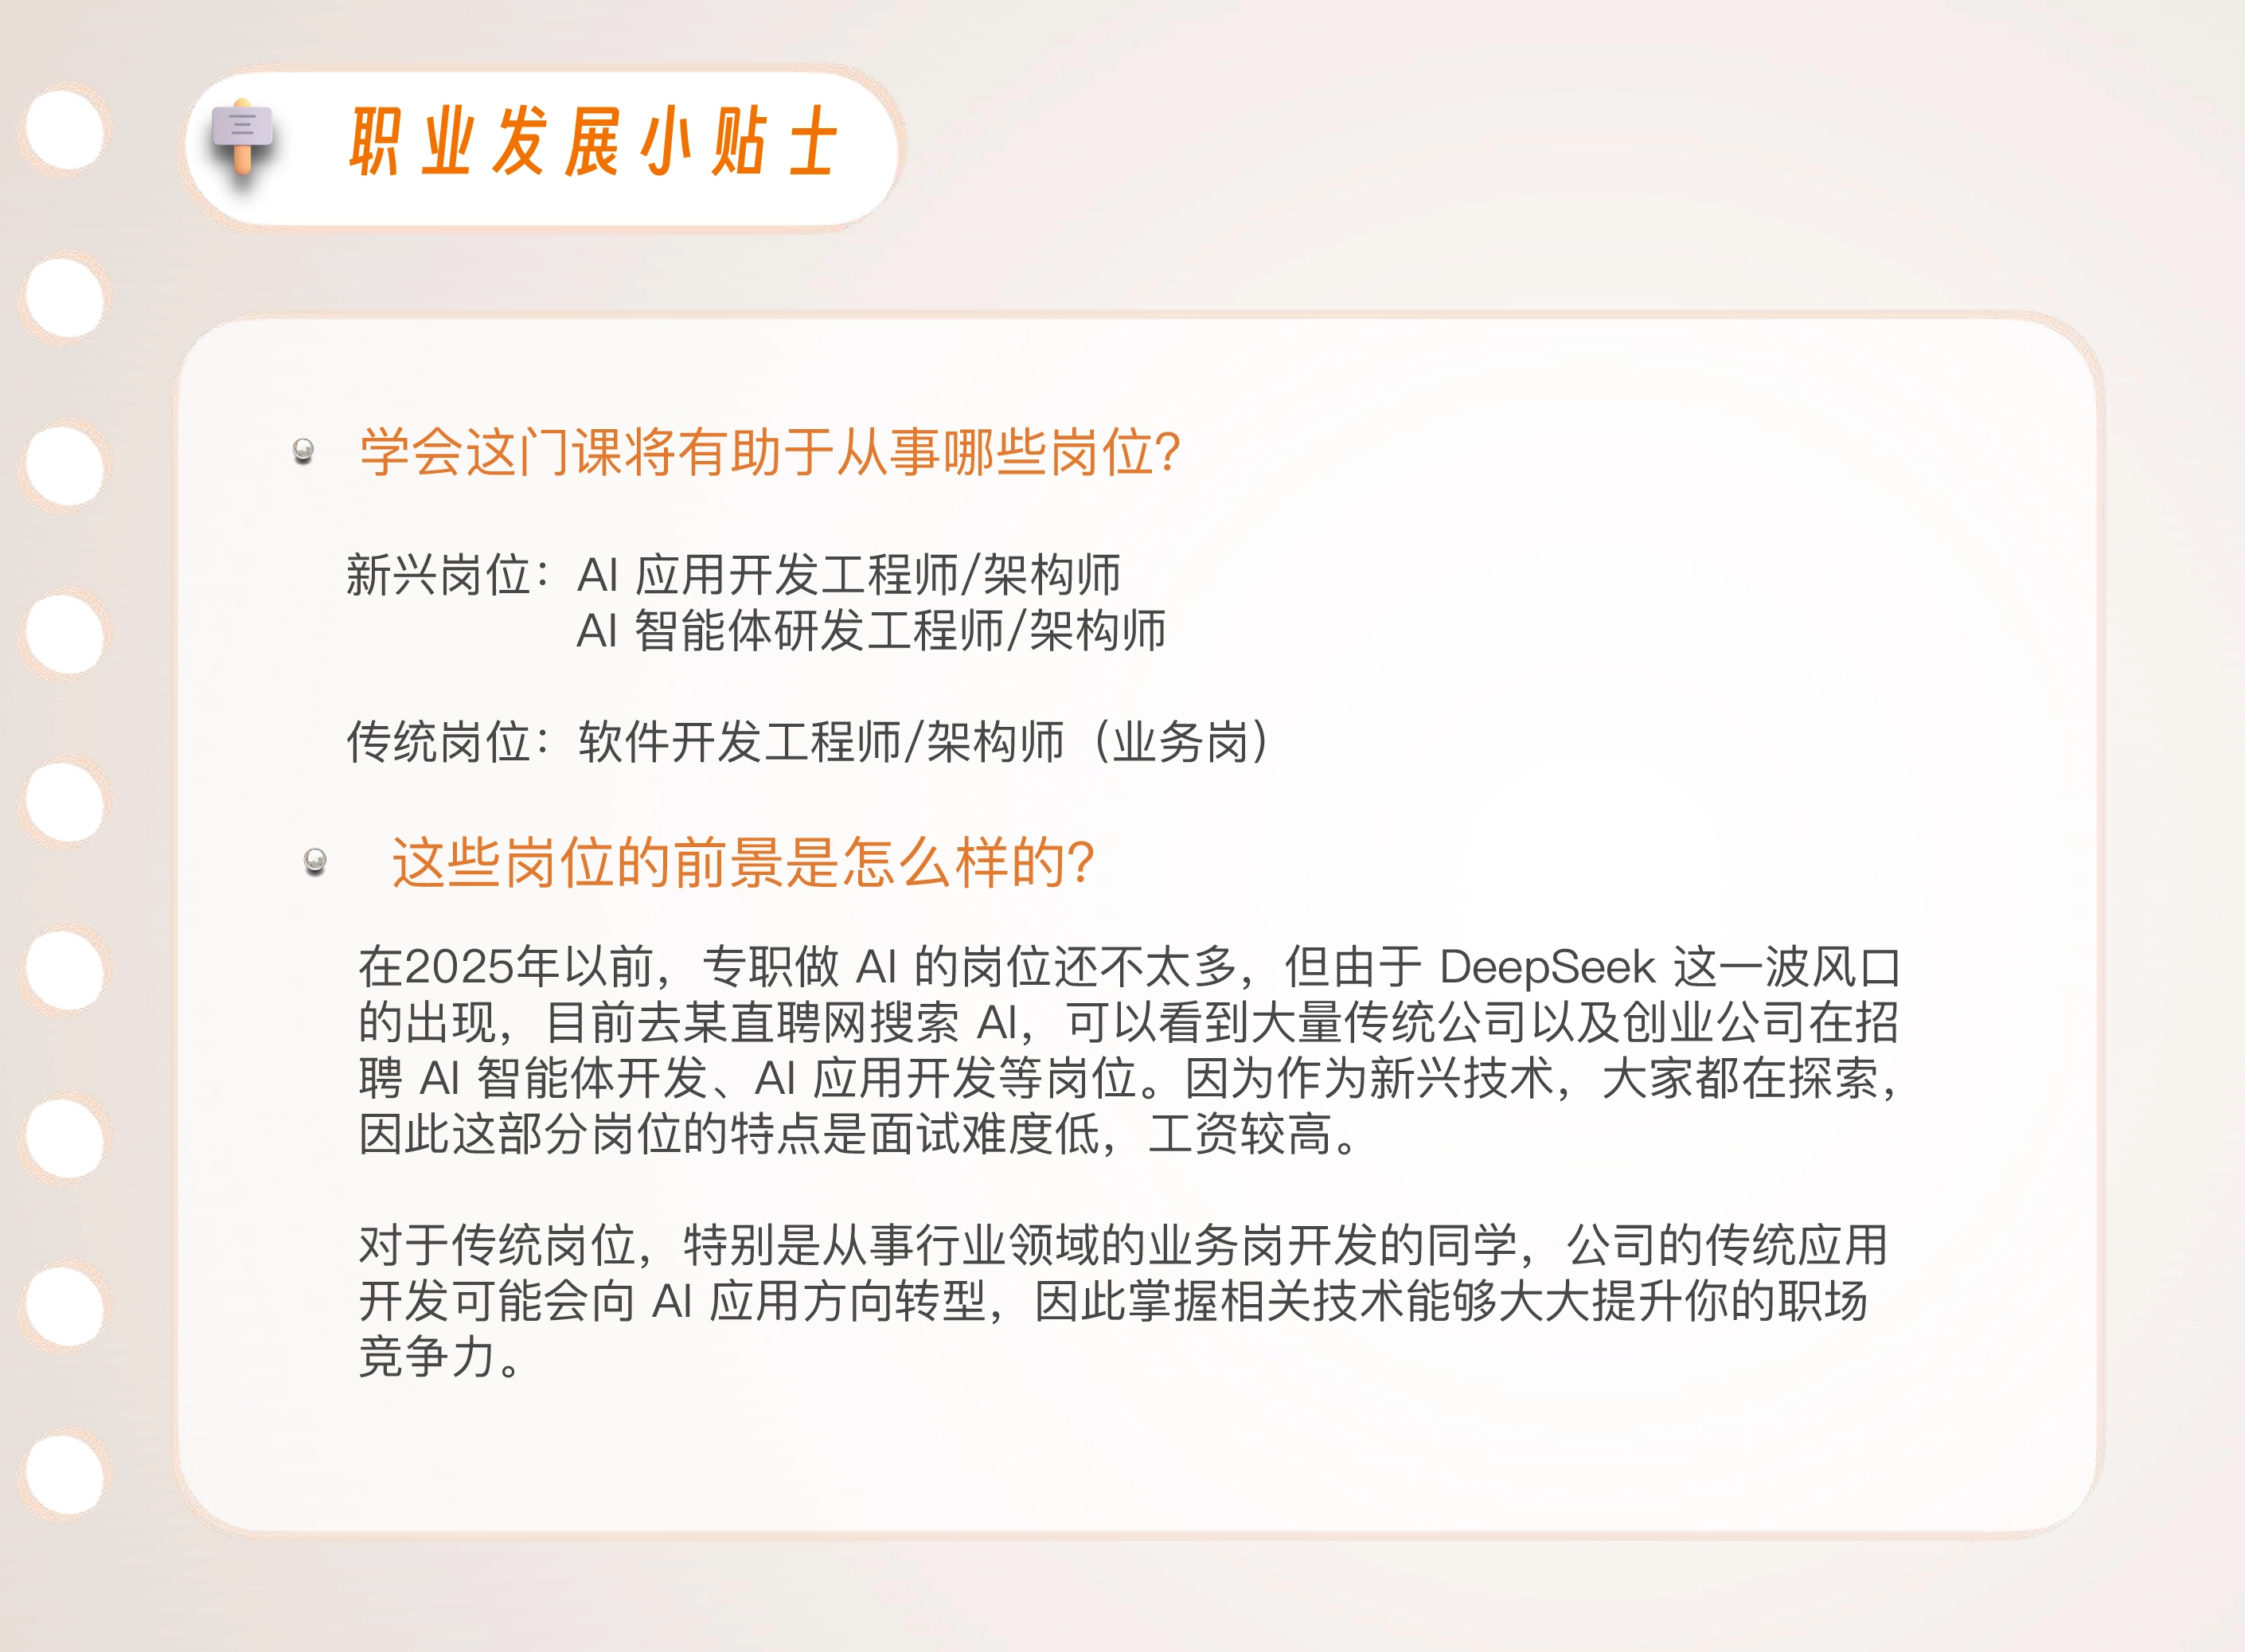 职业发展小贴士
学会这门课将有助于从事哪些岗位？
新兴岗位：AI 应用开发工程师/架构师
AI 智能体研发工程师/架构师
传统岗位：软件开发工程师/架构师（业务岗）
这些岗位的前景是怎么样的？
在2025年以前，专职做 AI 的岗位还不太多，但由于 DeepSeek 这一波风口
的出现，目前去某直聘网搜索 AI，可以看到大量传统公司以及创业公司在招
聘 AI 智能体开发、AI 应用开发等岗位。因为作为新兴技术，大家都在探索，
因此这部分岗位的特点是面试难度低，工资较高。
对于传统岗位，特别是从事行业领域的业务岗开发的同学，公司的传统应用
开发可能会向 AI 应用方向转型，因此掌握相关技术能够大大提升你的职场
竞争力。